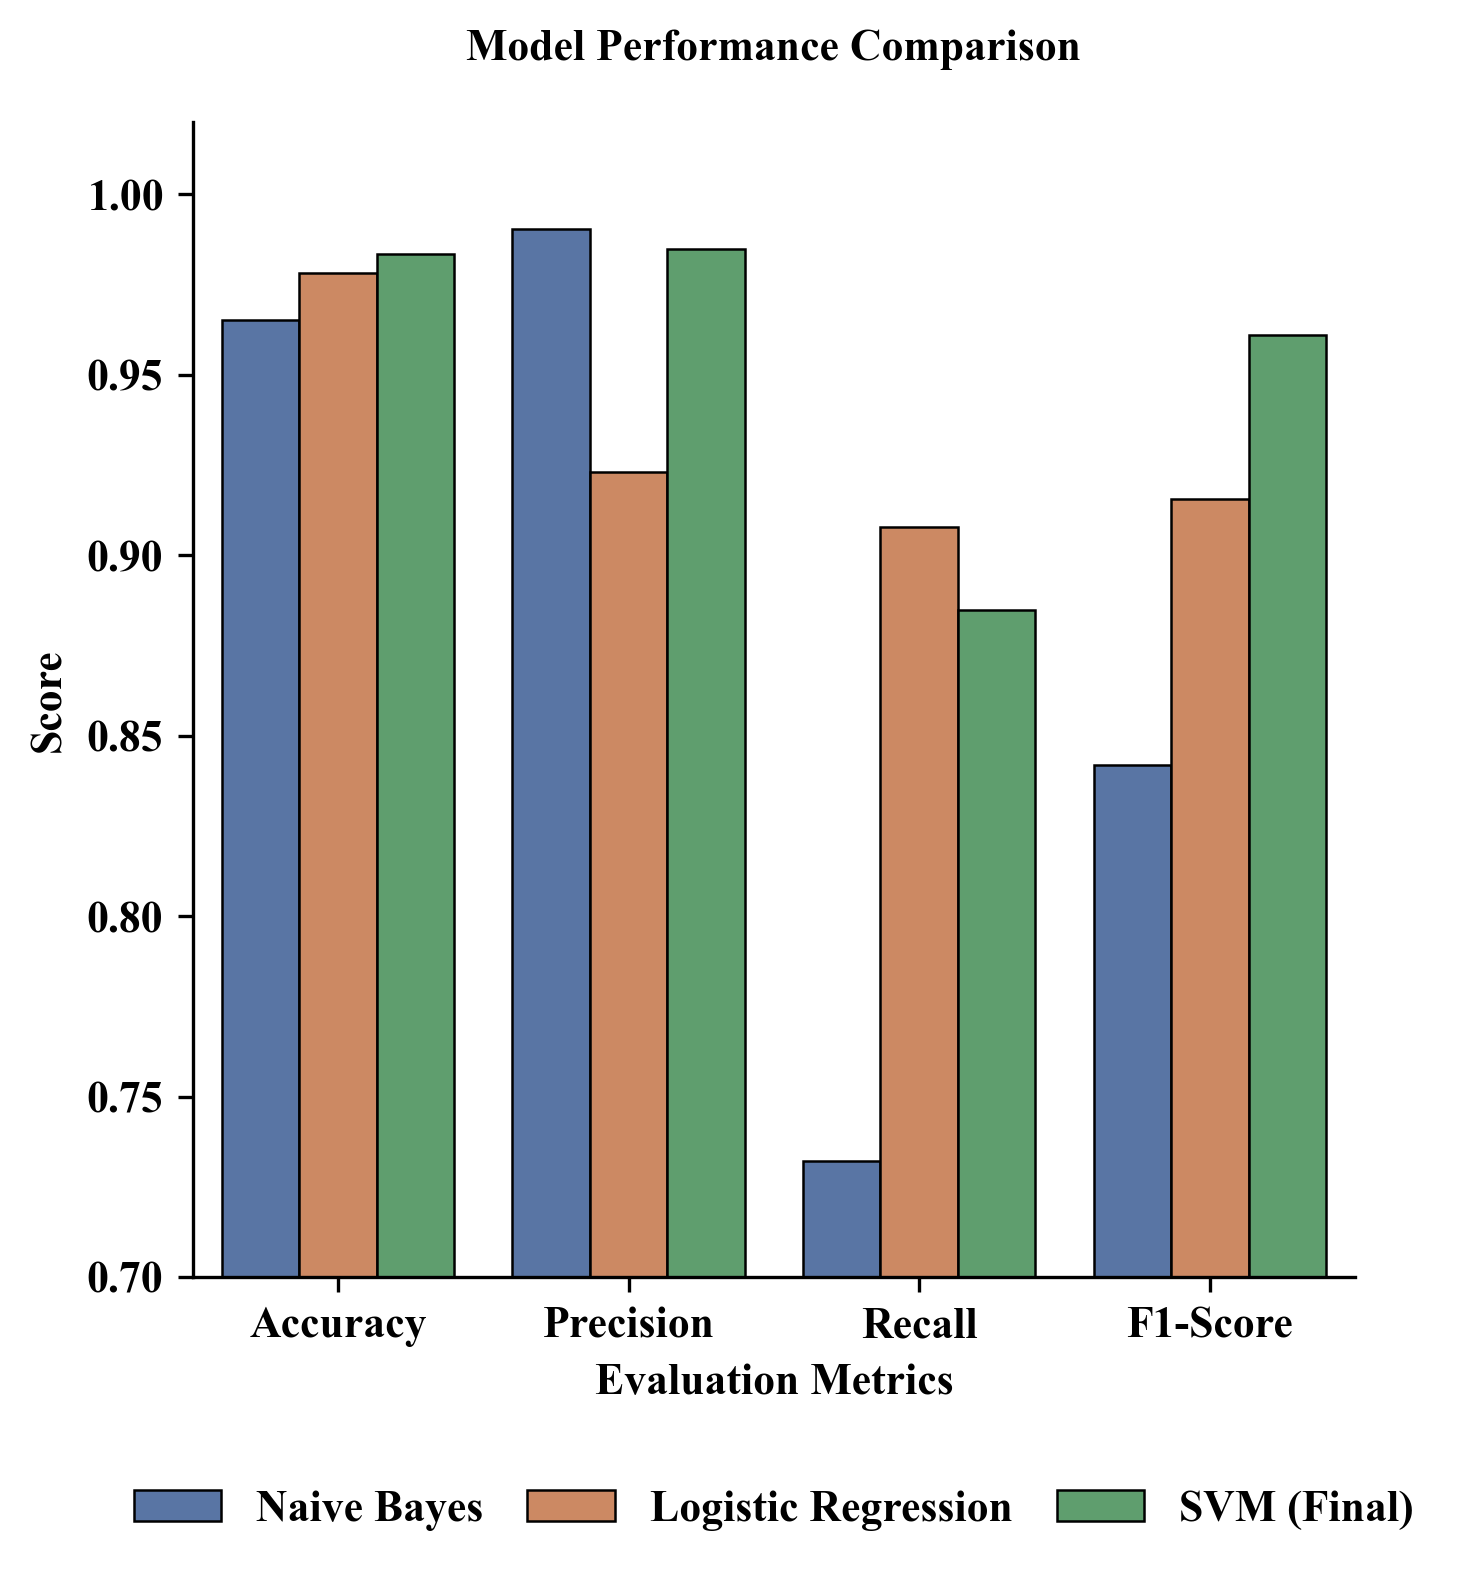 Model Performance Comparison
1.00
0.95
0.90
0.85
0.80
0.75
0.70
Score
Accuracy Precision Recall F1-Score
Evaluation Metrics
Naive Bayes Logistic Regression SVM (Final)